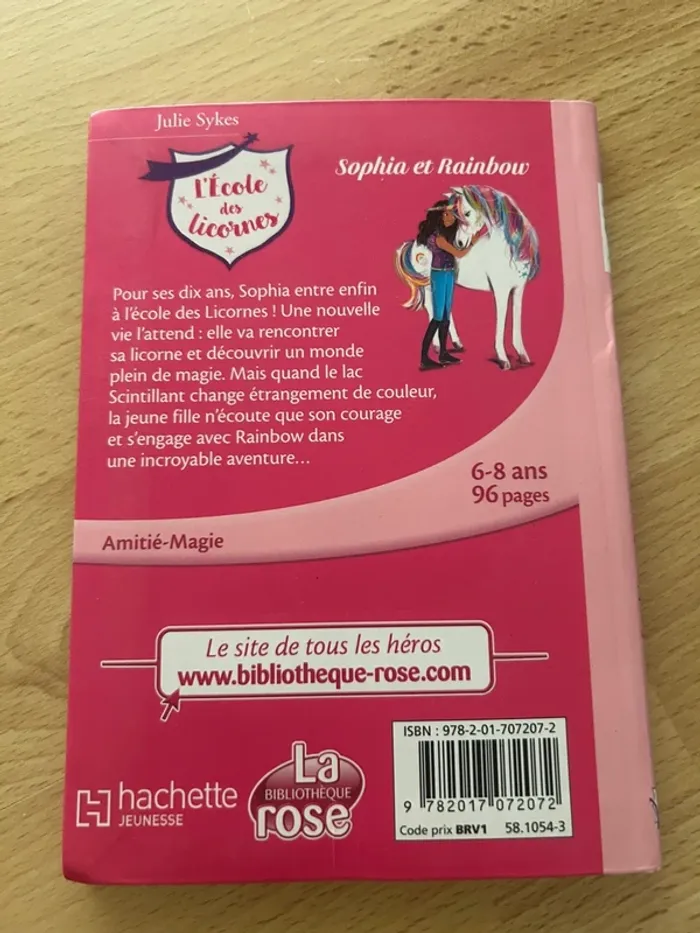 Julie Sykes
L'École
des
licornes
Sophia et Rainbow
Pour ses dix ans, Sophia entre enfin
à l'école des Licornes ! Une nouvelle
vie l'attend : elle va rencontrer
sa licorne et découvrir un monde
plein de magie. Mais quand le lac
Scintillant change étrangement de couleur,
la jeune fille n'écoute que son courage
et s'engage avec Rainbow dans
une incroyable aventure…
6-8 ans
96 pages
Amitié-Magie
Le site de tous les héros
www.bibliotheque-rose.com
hachette
JEUNESSE
La
BIBLIOTHÈQUE
rose
ISBN : 978-2-01-707207-2
9 782017 072072
Code prix BRV1 58.1054-3